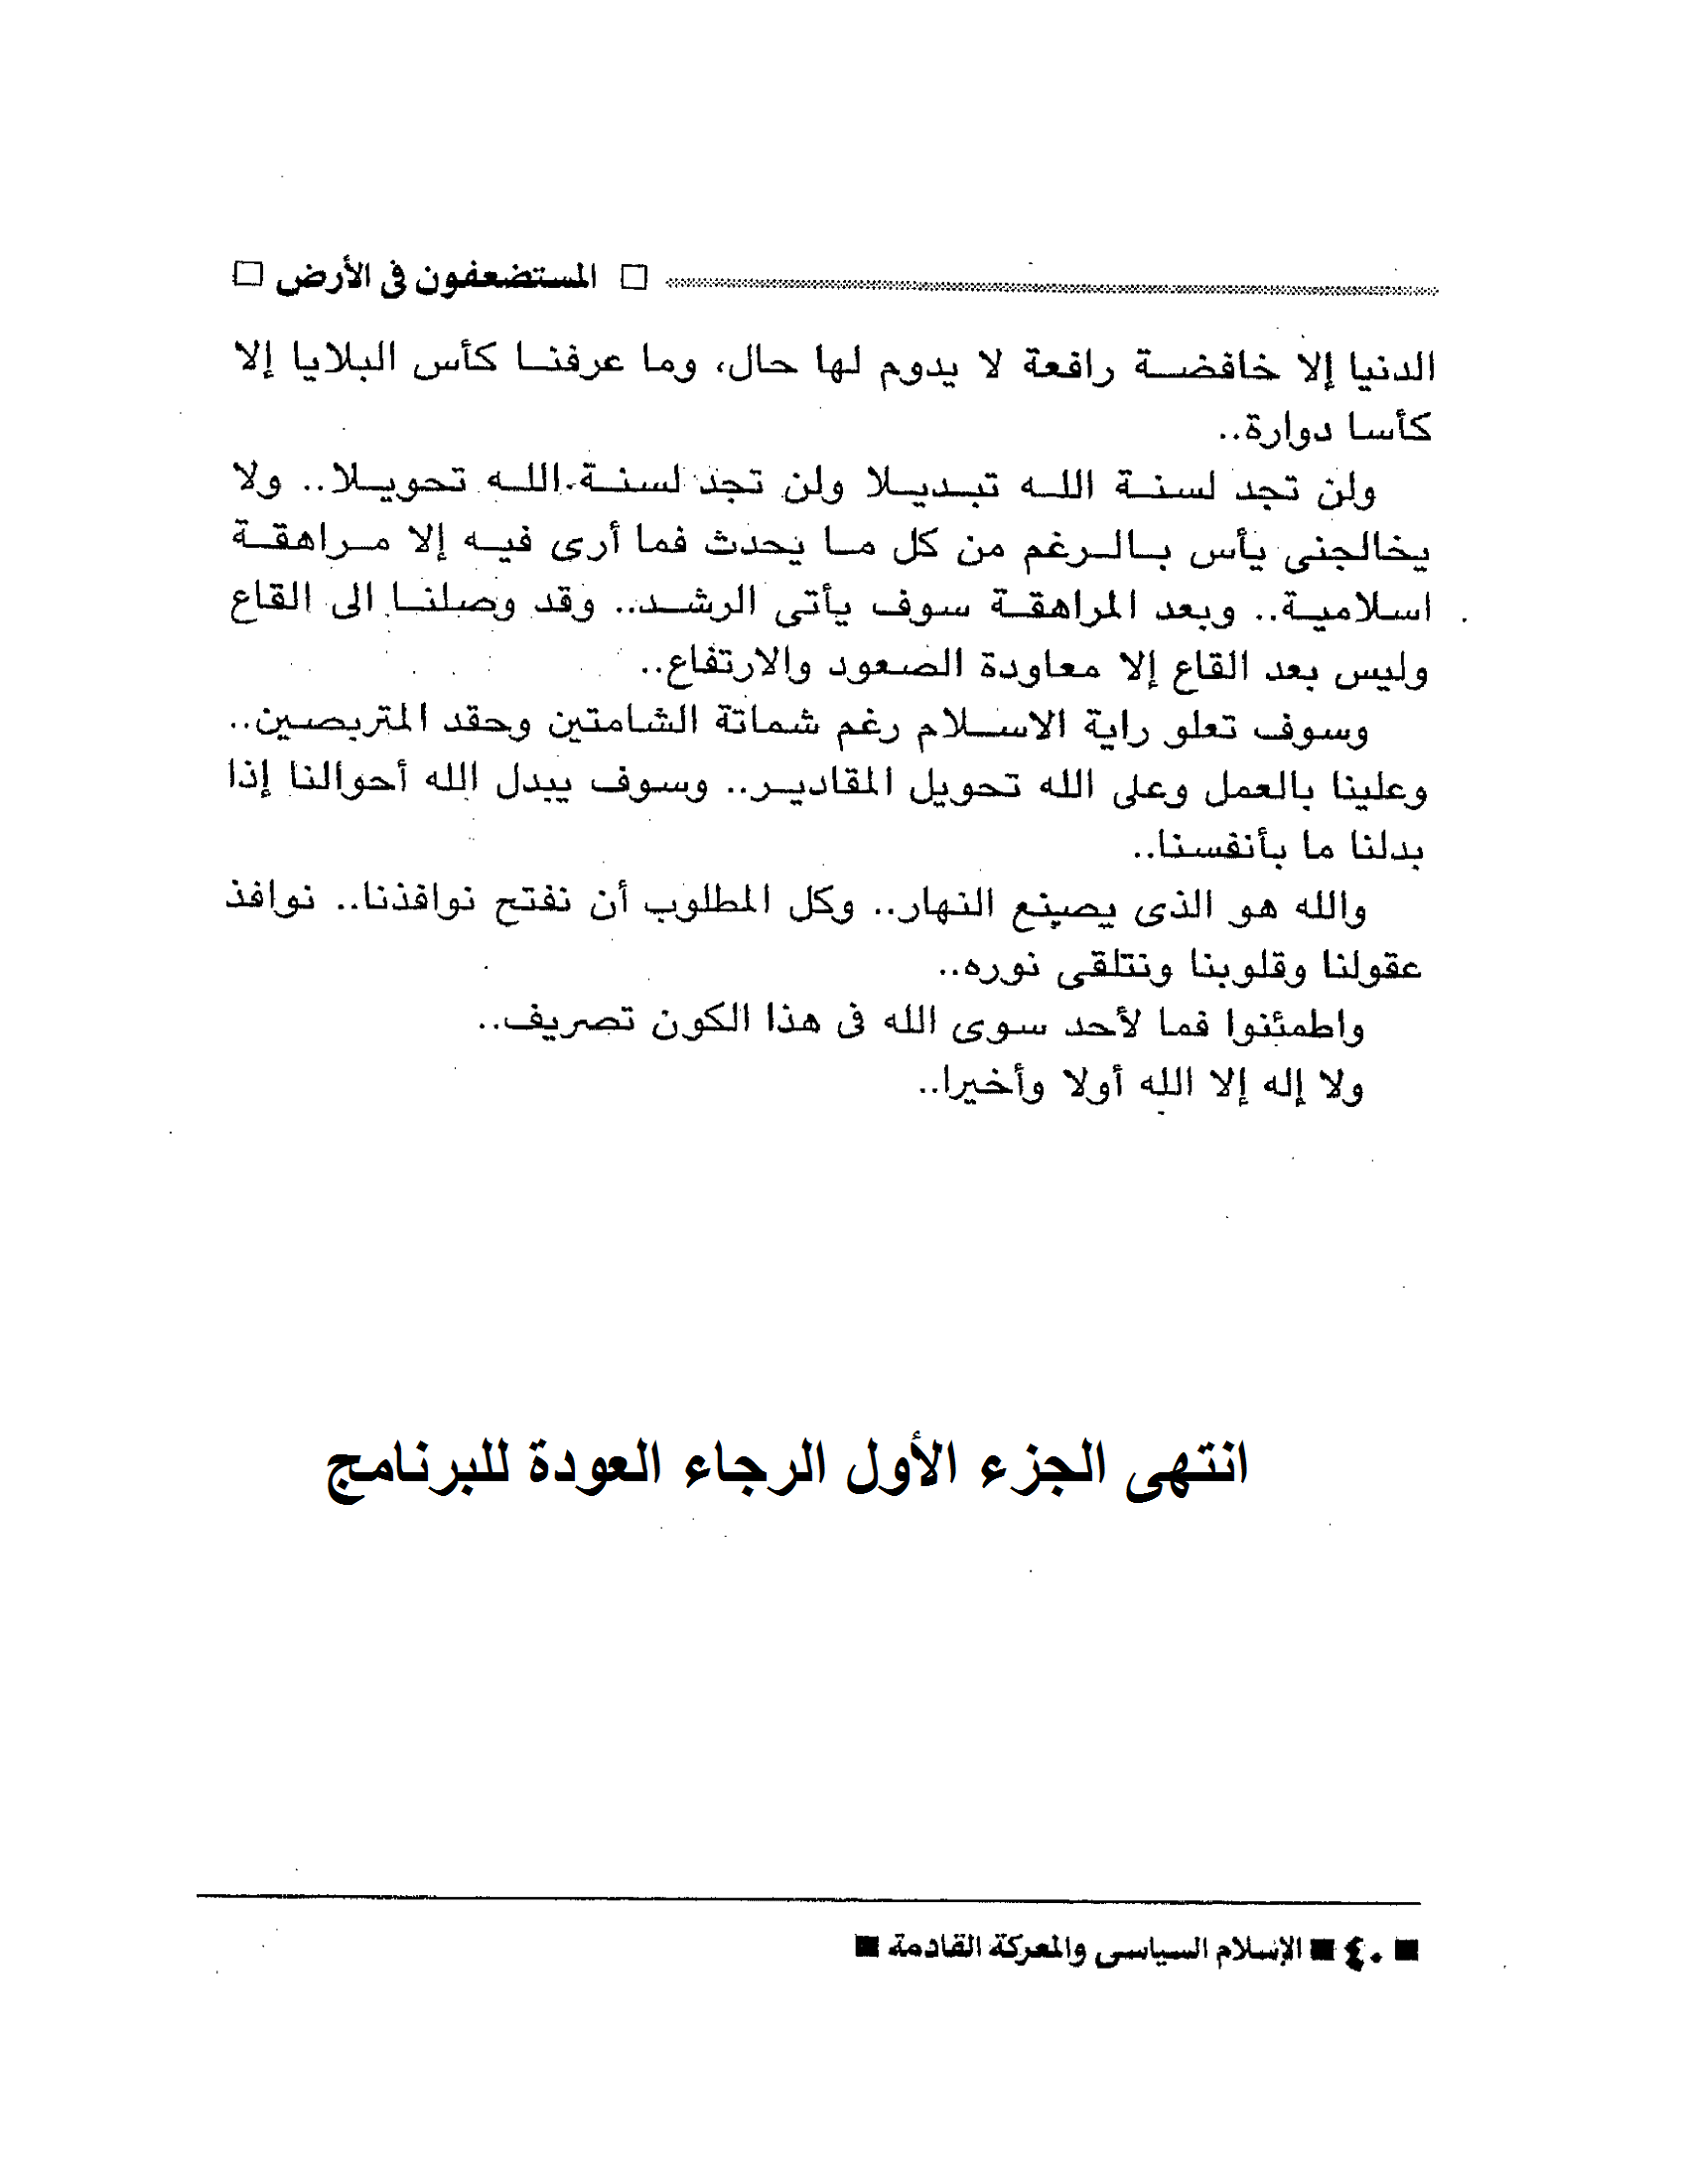 □ المستضعفون فى الأرض □
الدنيا إلا خافضة رافعة لا يدوم لها حال، وما عرفنا كأس البلايا إلا
كأسا دوارة..
ولن تجد لسنة الله تبديلا ولن تجد لسنة الله تحويلا.. ولا
يخالجنى يأس بالرغم من كل ما يحدث فما أرى فيه إلا مراهقة
اسلامية.. وبعد المراهقة سوف يأتى الرشد.. وقد وصلنا الى القاع
وليس بعد القاع إلا معاودة الصعود والارتفاع..
وسوف تعلو راية الاسلام رغم شماتة الشامتين وحقد المتربصين..
وعلينا بالعمل وعلى الله تحويل المقادير.. وسوف يبدل الله أحوالنا إذا
بدلنا ما بأنفسنا..
والله هو الذى يصنع النهار.. وكل المطلوب أن نفتح نوافذنا.. نوافذ
عقولنا وقلوبنا ونتلقى نوره..
واطمئنوا فما لأحد سوى الله فى هذا الكون تصريف..
ولا إله إلا الله أولا وأخيرا..
انتهى الجزء الأول الرجاء العودة للبرنامج
■ ٤٠ ■ الإسلام السياسى والمعركة القادمة ■